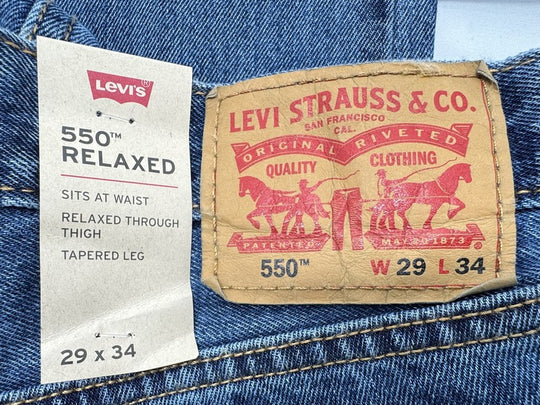 LEVI'S®
550™
RELAXED
SITS AT WAIST
RELAXED THROUGH
THIGH
TAPERED LEG
29 x 34
LEVI STRAUSS & CO.
SAN FRANCISCO
CAL.
ORIGINAL RIVETED
QUALITY CLOTHING
PATENTED MAY 20 1873
®
550™ W 29 L 34